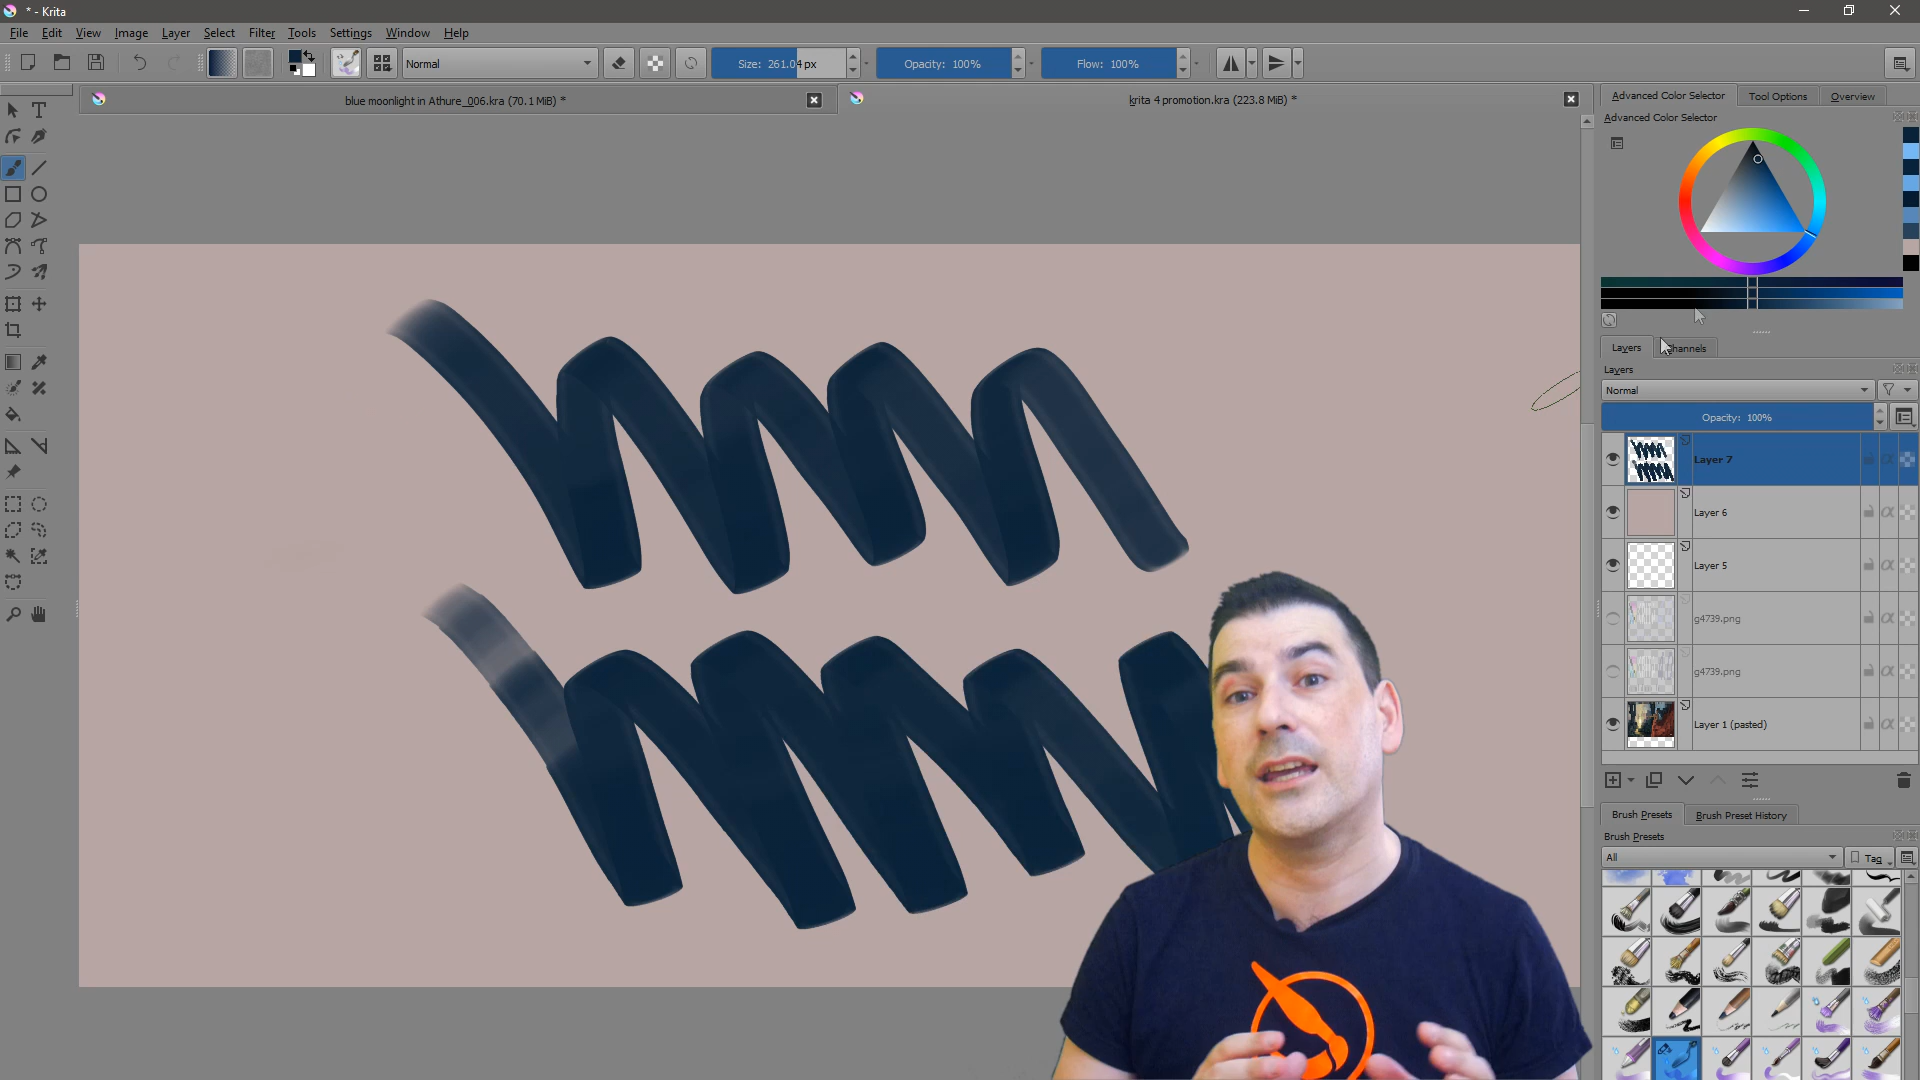 * - Krita
File Edit View Image Layer Select Filter Tools Settings Window Help
Normal
Size: 261.04 px
Opacity: 100%
Flow: 100%
blue moonlight in Athure_006.kra (70.1 MiB) *
krita 4 promotion.kra (223.8 MiB) *
Advanced Color Selector
Tool Options
Overview
Advanced Color Selector
Layers
Channels
Layers
Normal
Opacity: 100%
Layer 7
Layer 6
Layer 5
g4739.png
g4739.png
Layer 1 (pasted)
Brush Presets
Brush Preset History
Brush Presets
All
Tag